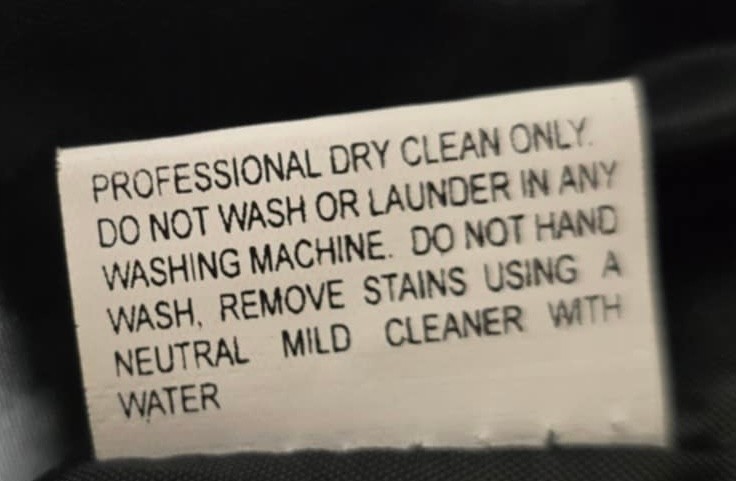 PROFESSIONAL DRY CLEAN ONLY.
DO NOT WASH OR LAUNDER IN ANY
WASHING MACHINE. DO NOT HAND
WASH, REMOVE STAINS USING A
NEUTRAL MILD CLEANER WITH
WATER